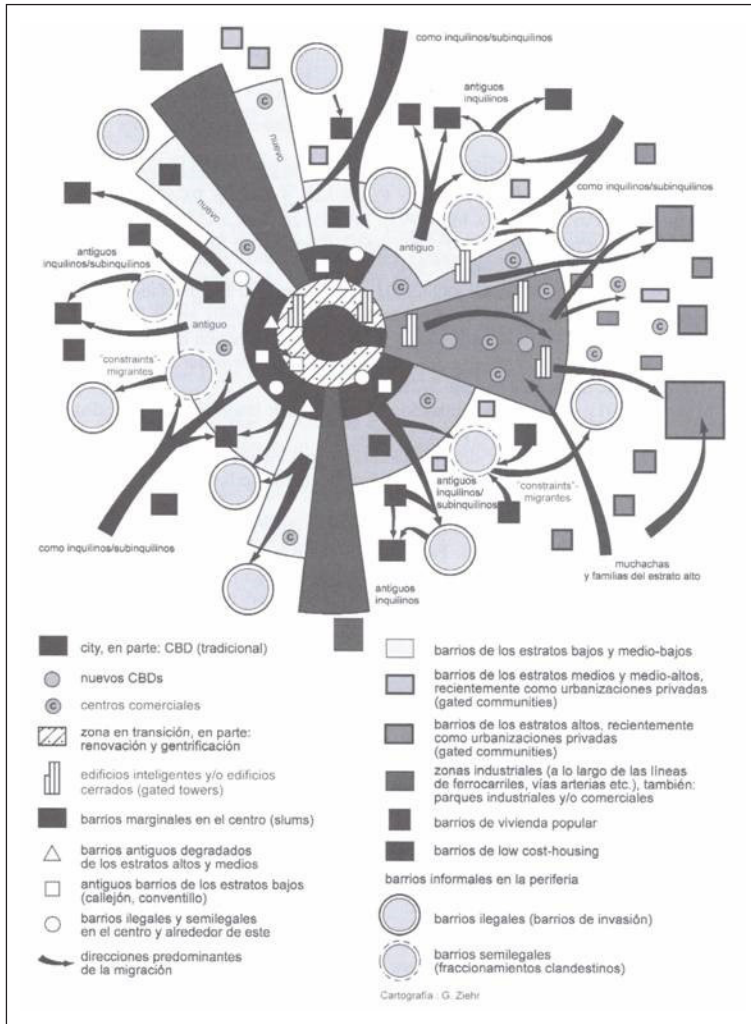 como inquilinos/subinquilinos
antiguos
inquilinos
c
nuevo
nuevo
como inquilinos/subinquilinos
nuevo
c
antiguo
c
c
antiguos
inquilinos/subinquilinos
c
c
antiguo
c
c
c
c
c
c
"constraints"-
migrantes
c
c
antiguos
inquilinos/
subinquilinos
"constraints"-
migrantes
c
como inquilinos/subinquilinos
muchachas
y familias del estrato alto
antiguos
inquilinos
city, en parte: CBD (tradicional)
nuevos CBDs
c
centros comerciales
zona en transición, en parte:
renovación y gentrificación
edificios inteligentes y/o edificios
cerrados (gated towers)
barrios marginales en el centro (slums)
barrios antiguos degradados
de los estratos altos y medios
antiguos barrios de los estratos bajos
(callejón, conventillo)
barrios ilegales y semilegales
en el centro y alrededor de este
direcciones predominantes
de la migración
barrios de los estratos bajos y medio-bajos
barrios de los estratos medios y medio-altos,
recientemente como urbanizaciones privadas
(gated communities)
barrios de los estratos altos, recientemente
como urbanizaciones privadas
(gated communities)
zonas industriales (a lo largo de las líneas
de ferrocarriles, vías arterias etc.), también:
parques industriales y/o comerciales
barrios de vivienda popular
barrios de low cost-housing
barrios informales en la periferia
barrios ilegales (barrios de invasión)
barrios semilegales
(fraccionamientos clandestinos)
Cartografía : G. Ziehr